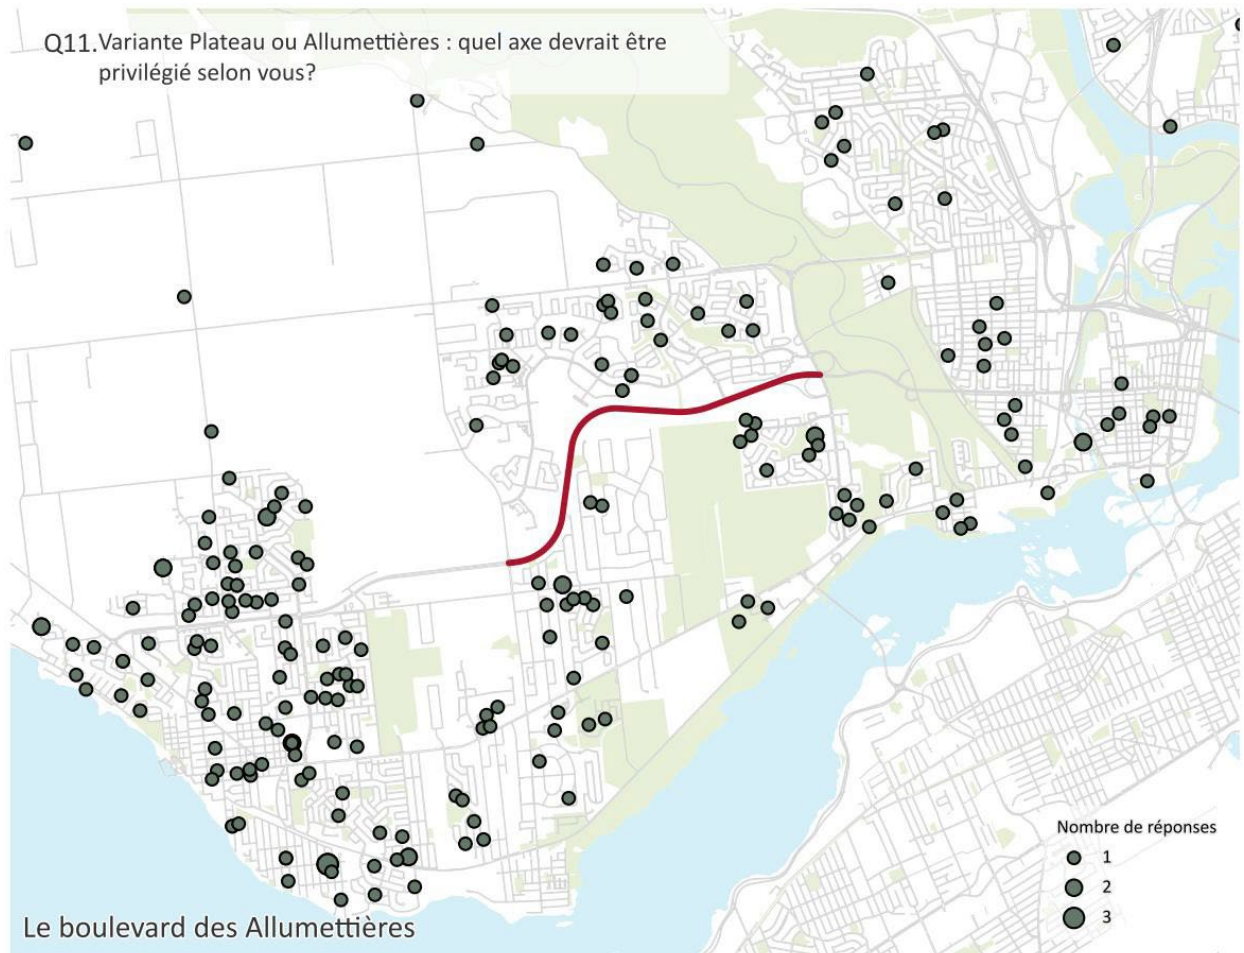 Q11. Variante Plateau ou Allumettières : quel axe devrait être
privilégié selon vous?
Nombre de réponses
1
2
3
Le boulevard des Allumettières